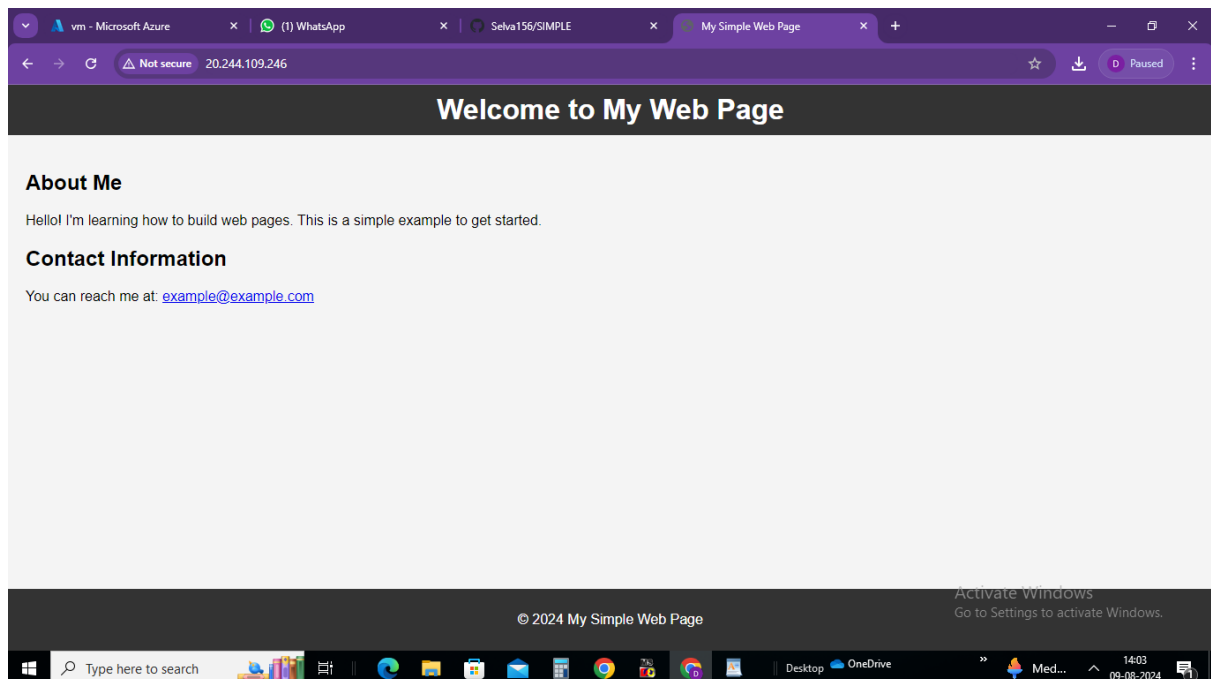 vm - Microsoft Azure
(1) WhatsApp
Selva156/SIMPLE
My Simple Web Page
Not secure 20.244.109.246
D Paused
Welcome to My Web Page
About Me
Hello! I'm learning how to build web pages. This is a simple example to get started.
Contact Information
You can reach me at: example@example.com
Activate Windows
Go to Settings to activate Windows.
© 2024 My Simple Web Page
Type here to search
Desktop
OneDrive
Med...
14:03
09-08-2024